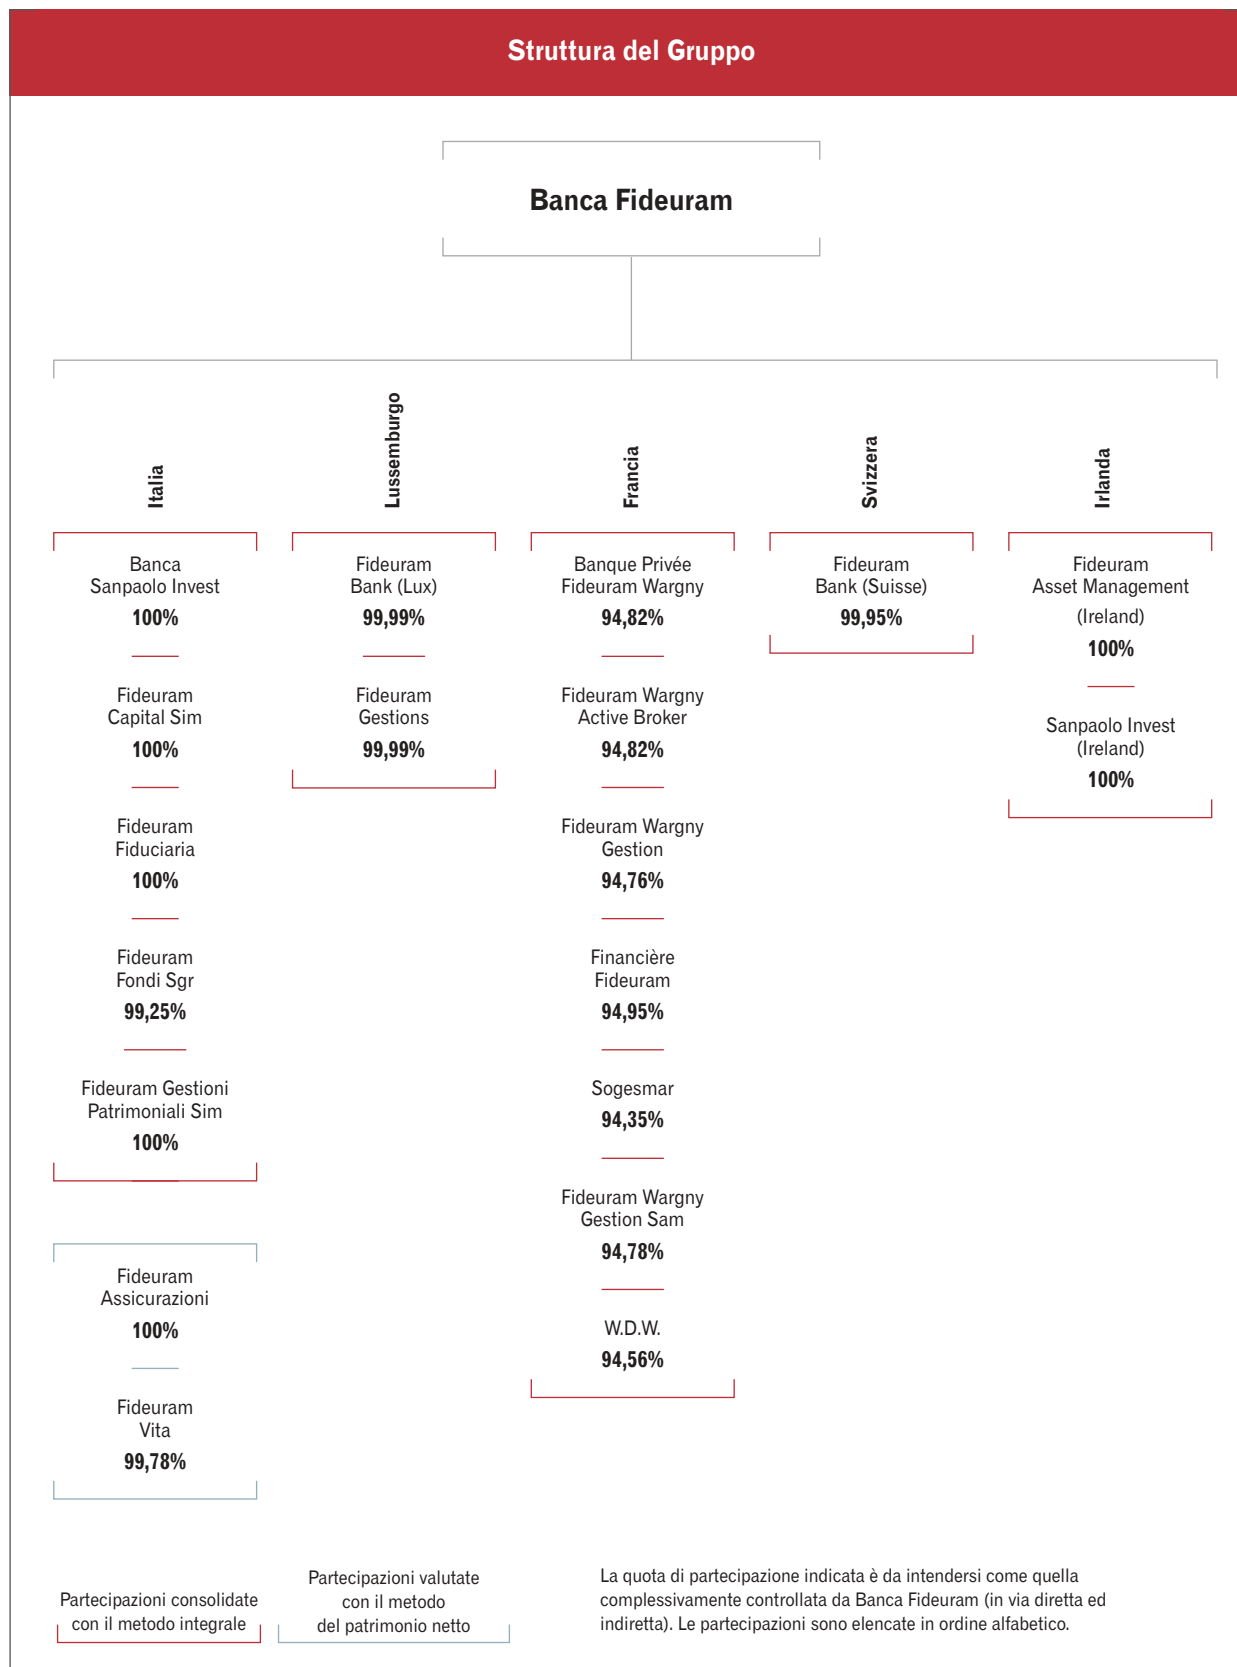 Struttura del Gruppo
Banca Fideuram
Italia
Banca
Sanpaolo Invest
100%
Fideuram
Capital Sim
100%
Fideuram
Fiduciaria
100%
Fideuram
Fondi Sgr
99,25%
Fideuram Gestioni
Patrimoniali Sim
100%
Fideuram
Assicurazioni
100%
Fideuram
Vita
99,78%
Lussemburgo
Fideuram
Bank (Lux)
99,99%
Fideuram
Gestions
99,99%
Francia
Banque Privée
Fideuram Wargny
94,82%
Fideuram Wargny
Active Broker
94,82%
Fideuram Wargny
Gestion
94,76%
Financière
Fideuram
94,95%
Sogesmar
94,35%
Fideuram Wargny
Gestion Sam
94,78%
W.D.W.
94,56%
Svizzera
Fideuram
Bank (Suisse)
99,95%
Irlanda
Fideuram
Asset Management
(Ireland)
100%
Sanpaolo Invest
(Ireland)
100%
Partecipazioni consolidate
con il metodo integrale
Partecipazioni valutate
con il metodo
del patrimonio netto
La quota di partecipazione indicata è da intendersi come quella
complessivamente controllata da Banca Fideuram (in via diretta ed
indiretta). Le partecipazioni sono elencate in ordine alfabetico.